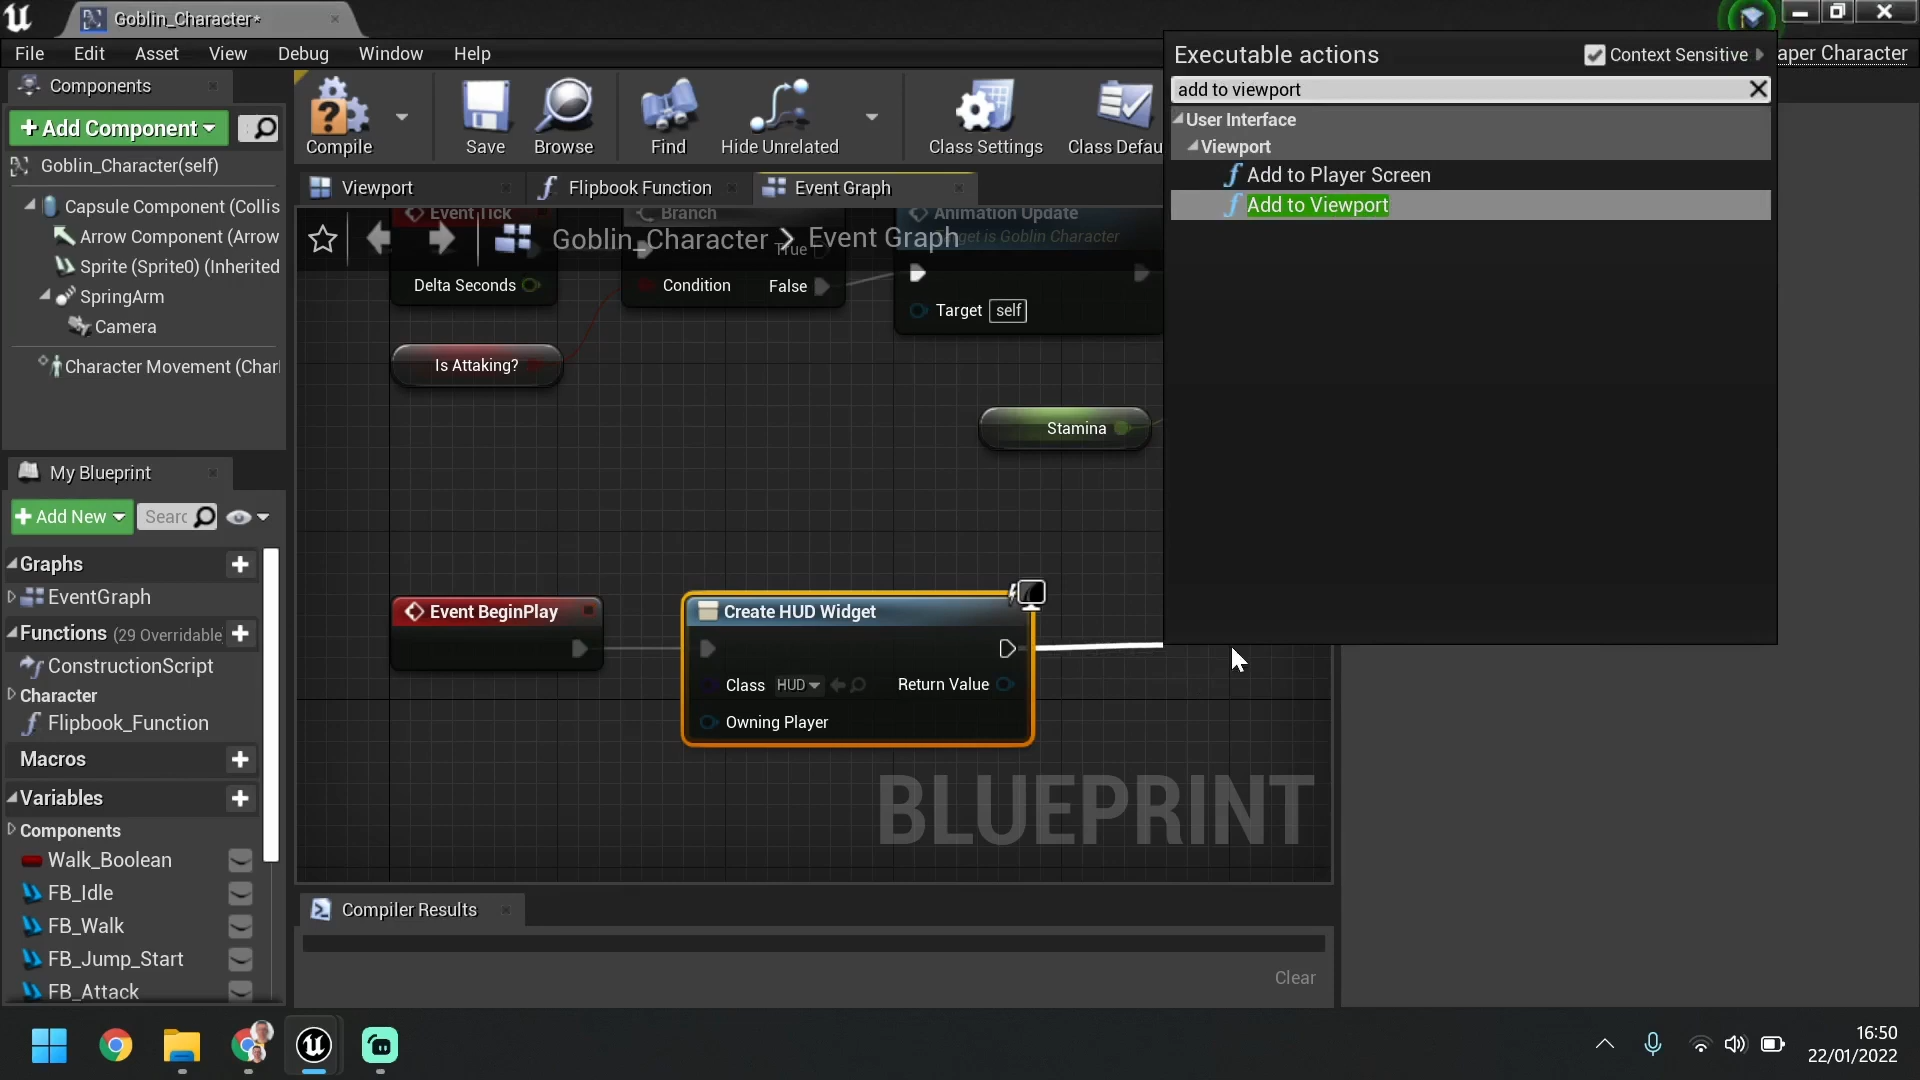 Goblin_Character*
File Edit Asset View Debug Window Help
aper Character
Components
+ Add Component
Goblin_Character(self)
Capsule Component (Collis
Arrow Component (Arrow
Sprite (Sprite0) (Inherited
SpringArm
Camera
Character Movement (Char
My Blueprint
+ Add New
Searc
Graphs
EventGraph
Functions (29 Overridable
ConstructionScript
Character
Flipbook_Function
Macros
Variables
Components
Walk_Boolean
FB_Idle
FB_Walk
FB_Jump_Start
FB_Attack
Compile Save Browse Find Hide Unrelated Class Settings Class Defau
Viewport Flipbook Function Event Graph
Event Tick
Delta Seconds
Branch
True
Condition False
Animation Update
Target is Goblin Character
Target self
Goblin_Character > Event Graph
Is Attaking?
Stamina
Event BeginPlay
Create HUD Widget
Class HUD Return Value
Owning Player
BLUEPRINT
Compiler Results
Clear
Executable actions Context Sensitive
add to viewport
User Interface
Viewport
Add to Player Screen
Add to Viewport
16:50
22/01/2022